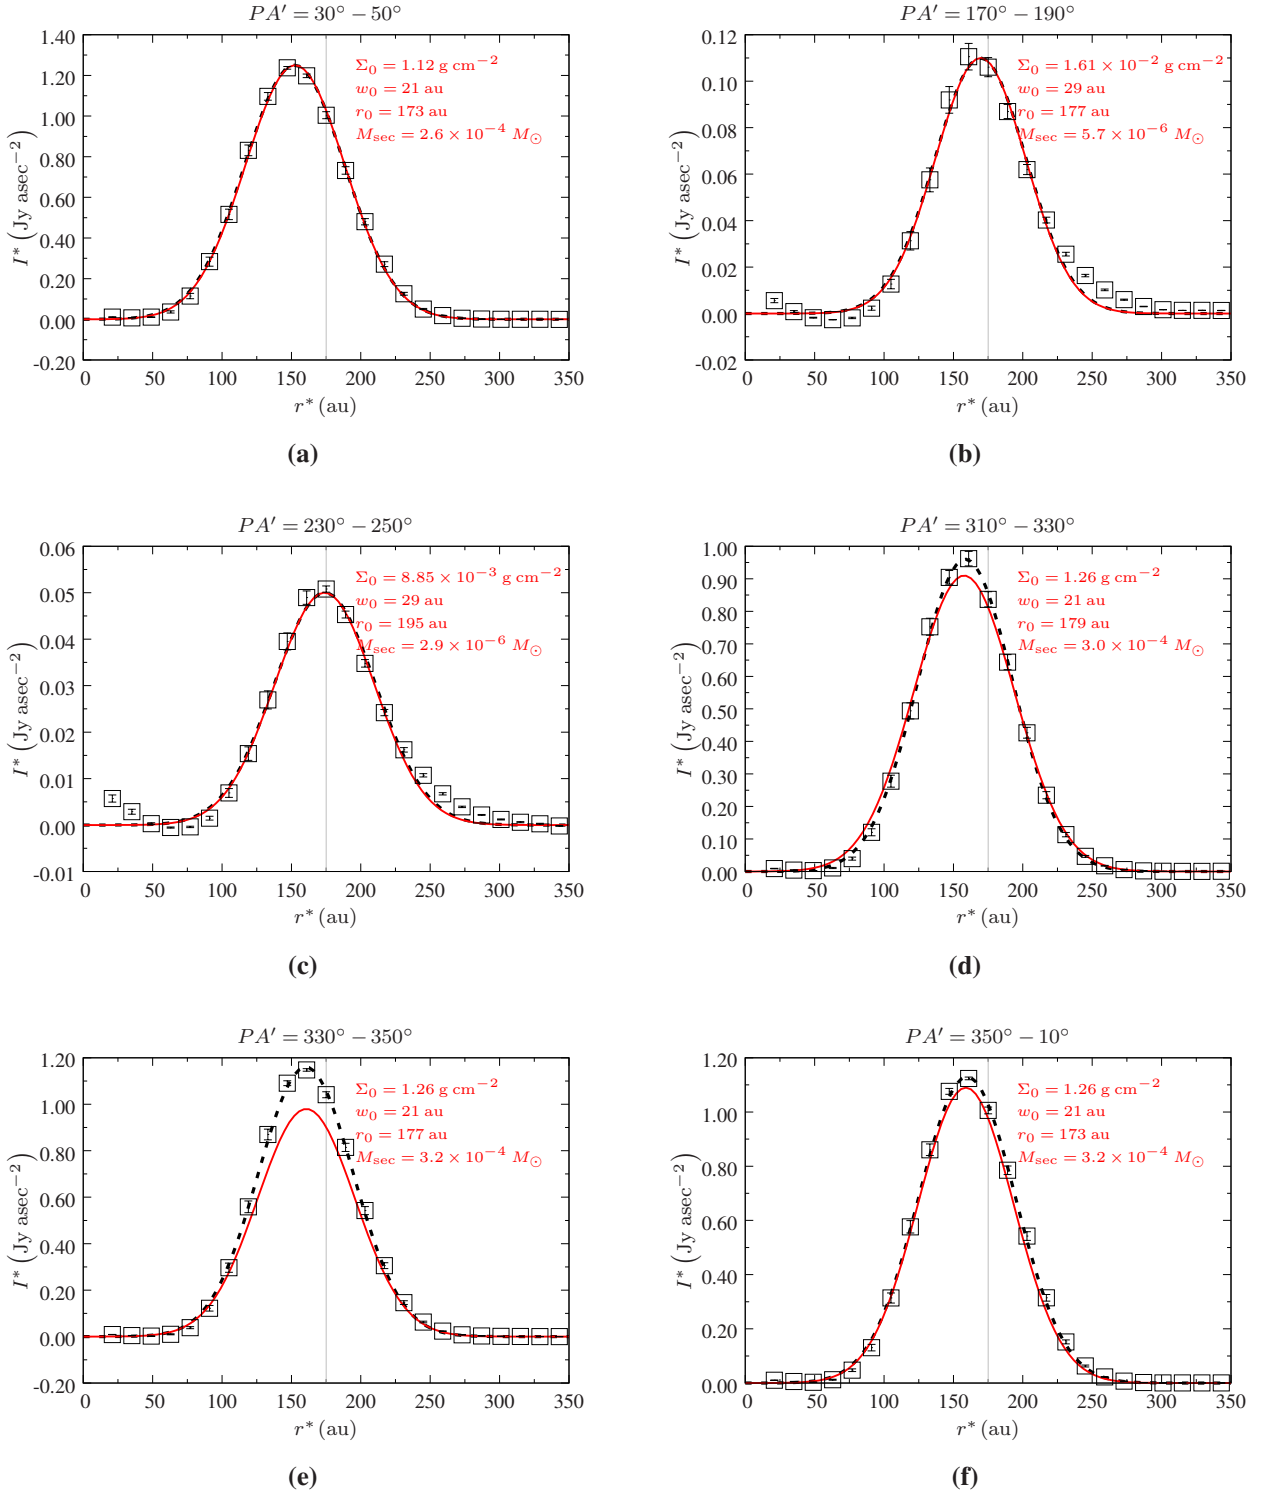 PA′ = 30° − 50°
1.40
1.20
1.00
0.80
0.60
0.40
0.20
0.00
-0.20
I* (Jy asec⁻²)
Σ₀ = 1.12 g cm⁻²
w₀ = 21 au
r₀ = 173 au
M_sec = 2.6 × 10⁻⁴ M_⊙
0 50 100 150 200 250 300 350
r* (au)
(a)
PA′ = 170° − 190°
0.12
0.10
0.08
0.06
0.04
0.02
0.00
-0.02
I* (Jy asec⁻²)
Σ₀ = 1.61 × 10⁻² g cm⁻²
w₀ = 29 au
r₀ = 177 au
M_sec = 5.7 × 10⁻⁶ M_⊙
0 50 100 150 200 250 300 350
r* (au)
(b)
PA′ = 230° − 250°
0.06
0.05
0.04
0.03
0.02
0.01
0.00
-0.01
I* (Jy asec⁻²)
Σ₀ = 8.85 × 10⁻³ g cm⁻²
w₀ = 29 au
r₀ = 195 au
M_sec = 2.9 × 10⁻⁶ M_⊙
0 50 100 150 200 250 300 350
r* (au)
(c)
PA′ = 310° − 330°
1.00
0.90
0.80
0.70
0.60
0.50
0.40
0.30
0.20
0.10
0.00
I* (Jy asec⁻²)
Σ₀ = 1.26 g cm⁻²
w₀ = 21 au
r₀ = 179 au
M_sec = 3.0 × 10⁻⁴ M_⊙
0 50 100 150 200 250 300 350
r* (au)
(d)
PA′ = 330° − 350°
1.20
1.00
0.80
0.60
0.40
0.20
0.00
-0.20
I* (Jy asec⁻²)
Σ₀ = 1.26 g cm⁻²
w₀ = 21 au
r₀ = 177 au
M_sec = 3.2 × 10⁻⁴ M_⊙
0 50 100 150 200 250 300 350
r* (au)
(e)
PA′ = 350° − 10°
1.20
1.00
0.80
0.60
0.40
0.20
0.00
I* (Jy asec⁻²)
Σ₀ = 1.26 g cm⁻²
w₀ = 21 au
r₀ = 173 au
M_sec = 3.2 × 10⁻⁴ M_⊙
0 50 100 150 200 250 300 350
r* (au)
(f)